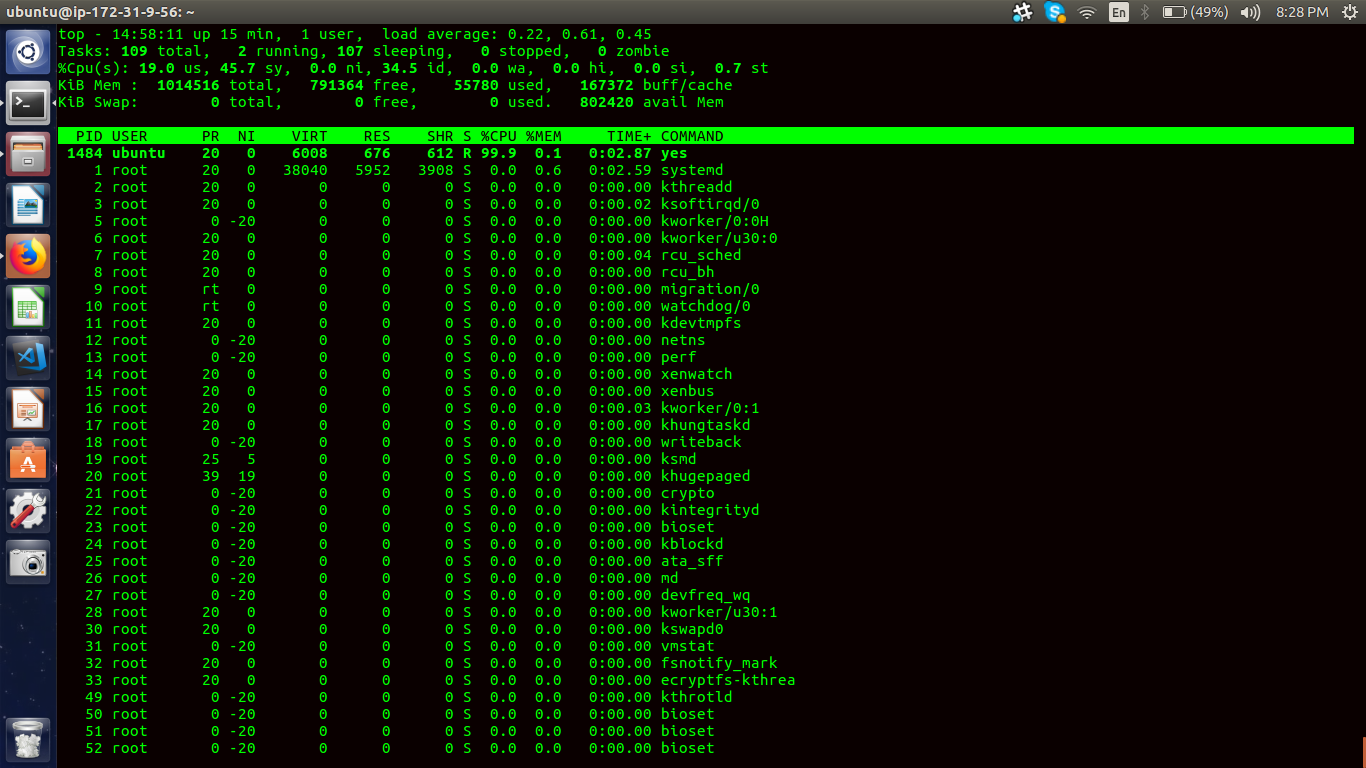 ubuntu@ip-172-31-9-56: ~ En (49%) 8:28 PM
top - 14:58:11 up 15 min,  1 user,  load average: 0.22, 0.61, 0.45
Tasks: 109 total,   2 running, 107 sleeping,   0 stopped,   0 zombie
%Cpu(s): 19.0 us, 45.7 sy,  0.0 ni, 34.5 id,  0.0 wa,  0.0 hi,  0.0 si,  0.7 st
KiB Mem :  1014516 total,   791364 free,    55780 used,   167372 buff/cache
KiB Swap:        0 total,        0 free,        0 used.   802420 avail Mem
PID USER      PR  NI    VIRT    RES    SHR S %CPU %MEM     TIME+ COMMAND
1484 ubuntu    20   0    6008    676    612 R 99.9  0.1   0:02.87 yes
1 root      20   0   38040   5952   3908 S  0.0  0.6   0:02.59 systemd
2 root      20   0       0      0      0 S  0.0  0.0   0:00.00 kthreadd
3 root      20   0       0      0      0 S  0.0  0.0   0:00.02 ksoftirqd/0
5 root       0 -20       0      0      0 S  0.0  0.0   0:00.00 kworker/0:0H
6 root      20   0       0      0      0 S  0.0  0.0   0:00.00 kworker/u30:0
7 root      20   0       0      0      0 S  0.0  0.0   0:00.04 rcu_sched
8 root      20   0       0      0      0 S  0.0  0.0   0:00.00 rcu_bh
9 root      rt   0       0      0      0 S  0.0  0.0   0:00.00 migration/0
10 root      rt   0       0      0      0 S  0.0  0.0   0:00.00 watchdog/0
11 root      20   0       0      0      0 S  0.0  0.0   0:00.00 kdevtmpfs
12 root       0 -20       0      0      0 S  0.0  0.0   0:00.00 netns
13 root       0 -20       0      0      0 S  0.0  0.0   0:00.00 perf
14 root      20   0       0      0      0 S  0.0  0.0   0:00.00 xenwatch
15 root      20   0       0      0      0 S  0.0  0.0   0:00.00 xenbus
16 root      20   0       0      0      0 S  0.0  0.0   0:00.03 kworker/0:1
17 root      20   0       0      0      0 S  0.0  0.0   0:00.00 khungtaskd
18 root       0 -20       0      0      0 S  0.0  0.0   0:00.00 writeback
19 root      25   5       0      0      0 S  0.0  0.0   0:00.00 ksmd
20 root      39  19       0      0      0 S  0.0  0.0   0:00.00 khugepaged
21 root       0 -20       0      0      0 S  0.0  0.0   0:00.00 crypto
22 root       0 -20       0      0      0 S  0.0  0.0   0:00.00 kintegrityd
23 root       0 -20       0      0      0 S  0.0  0.0   0:00.00 bioset
24 root       0 -20       0      0      0 S  0.0  0.0   0:00.00 kblockd
25 root       0 -20       0      0      0 S  0.0  0.0   0:00.00 ata_sff
26 root       0 -20       0      0      0 S  0.0  0.0   0:00.00 md
27 root       0 -20       0      0      0 S  0.0  0.0   0:00.00 devfreq_wq
28 root      20   0       0      0      0 S  0.0  0.0   0:00.00 kworker/u30:1
30 root      20   0       0      0      0 S  0.0  0.0   0:00.00 kswapd0
31 root       0 -20       0      0      0 S  0.0  0.0   0:00.00 vmstat
32 root      20   0       0      0      0 S  0.0  0.0   0:00.00 fsnotify_mark
33 root      20   0       0      0      0 S  0.0  0.0   0:00.00 ecryptfs-kthrea
49 root       0 -20       0      0      0 S  0.0  0.0   0:00.00 kthrotld
50 root       0 -20       0      0      0 S  0.0  0.0   0:00.00 bioset
51 root       0 -20       0      0      0 S  0.0  0.0   0:00.00 bioset
52 root       0 -20       0      0      0 S  0.0  0.0   0:00.00 bioset